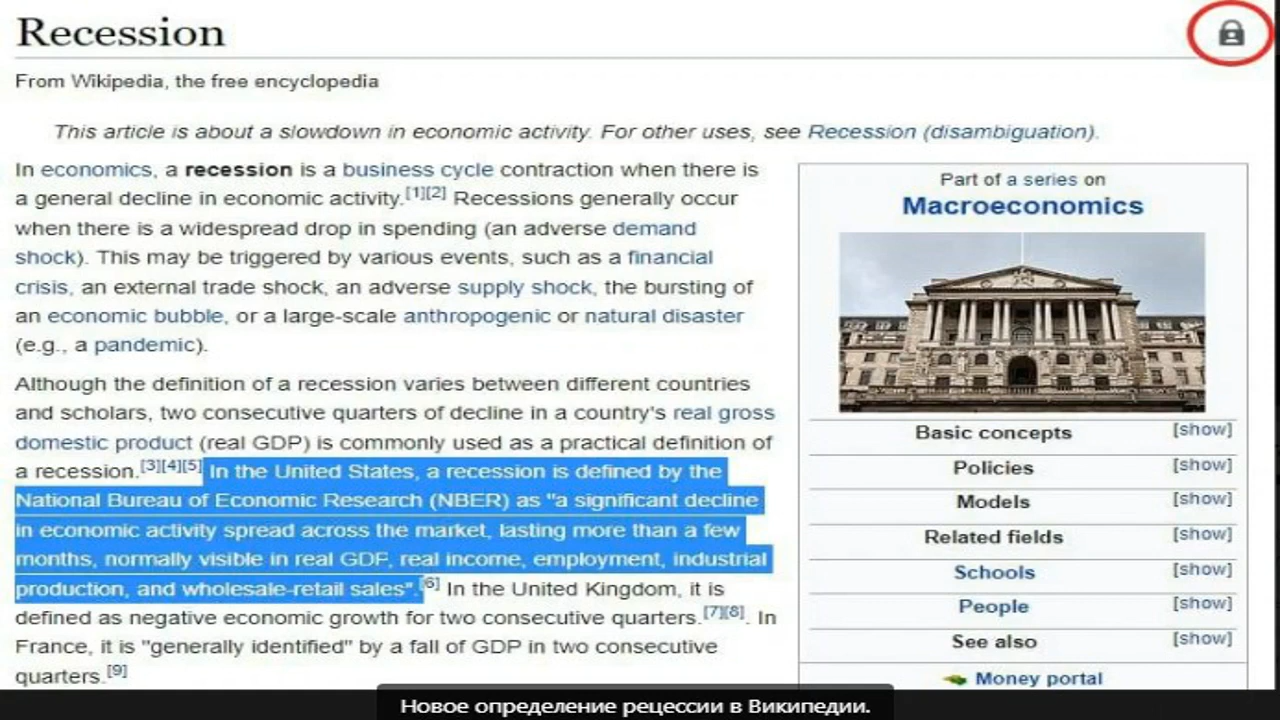 Recession
From Wikipedia, the free encyclopedia
This article is about a slowdown in economic activity. For other uses, see Recession (disambiguation).
In economics, a recession is a business cycle contraction when there is
a general decline in economic activity.[1][2] Recessions generally occur
when there is a widespread drop in spending (an adverse demand
shock). This may be triggered by various events, such as a financial
crisis, an external trade shock, an adverse supply shock, the bursting of
an economic bubble, or a large-scale anthropogenic or natural disaster
(e.g., a pandemic).
Although the definition of a recession varies between different countries
and scholars, two consecutive quarters of decline in a country's real gross
domestic product (real GDP) is commonly used as a practical definition of
a recession.[3][4][5] In the United States, a recession is defined by the
National Bureau of Economic Research (NBER) as "a significant decline
in economic activity spread across the market, lasting more than a few
months, normally visible in real GDP, real income, employment, industrial
production, and wholesale-retail sales".[6] In the United Kingdom, it is
defined as negative economic growth for two consecutive quarters.[7][8]. In
France, it is "generally identified" by a fall of GDP in two consecutive
quarters.[9]
Part of a series on
Macroeconomics
Basic concepts [show]
Policies [show]
Models [show]
Related fields [show]
Schools [show]
People [show]
See also [show]
Money portal
Новое определение рецессии в Википедии.